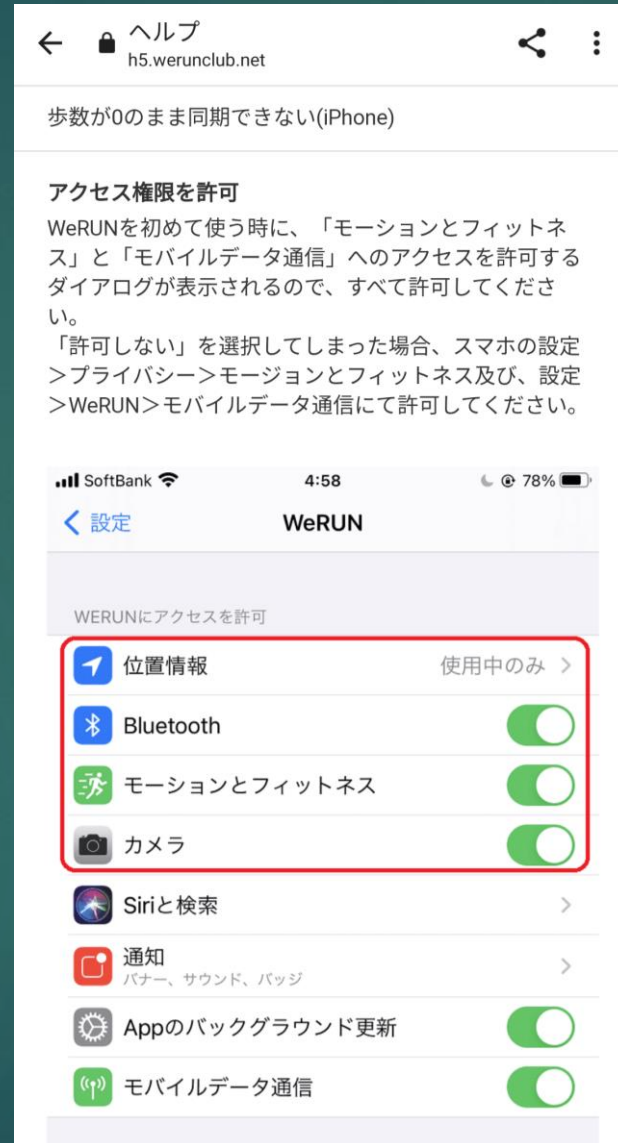 ヘルプ
h5.werunclub.net
歩数が0のまま同期できない(iPhone)
アクセス権限を許可
WeRUNを初めて使う時に、「モーションとフィットネ
ス」と「モバイルデータ通信」へのアクセスを許可する
ダイアログが表示されるので、すべて許可してくださ
い。
「許可しない」を選択してしまった場合、スマホの設定
＞プライバシー＞モージョンとフィットネス及び、設定
＞WeRUN＞モバイルデータ通信にて許可してください。
SoftBank 4:58 78%
設定 WeRUN
WERUNにアクセスを許可
位置情報 使用中のみ
Bluetooth
モーションとフィットネス
カメラ
Siriと検索
通知
バナー、サウンド、バッジ
Appのバックグラウンド更新
モバイルデータ通信